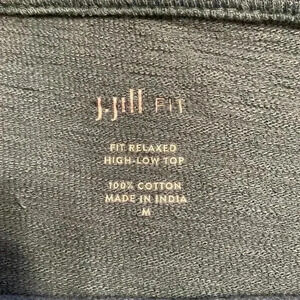 J.Jill FIT
FIT RELAXED
HIGH-LOW TOP
100% COTTON
MADE IN INDIA
M